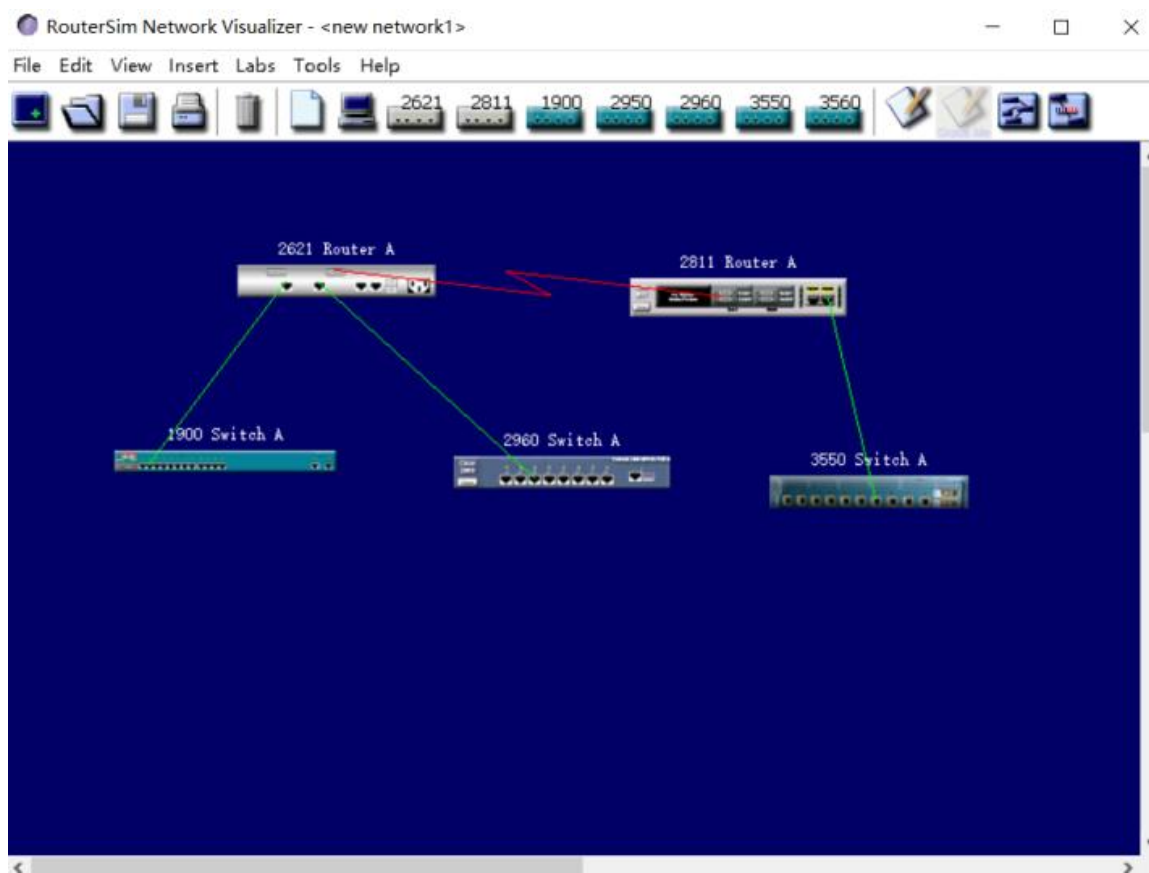 RouterSim Network Visualizer - <new network1>
File Edit View Insert Labs Tools Help
2621 2811 1900 2950 2960 3550 3560
2621 Router A
2811 Router A
1900 Switch A
2960 Switch A
3550 Switch A